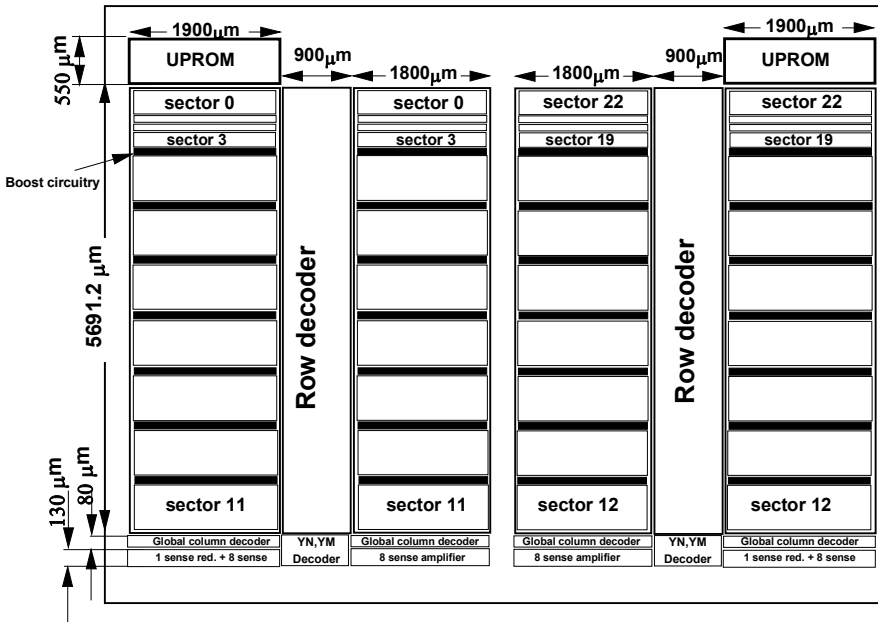 1900μm
1900μm
550 μm
UPROM
900μm
900μm
UPROM
1800μm
1800μm
sector 0
sector 0
sector 22
sector 22
sector 3
sector 3
sector 19
sector 19
Boost circuitry
5691.2 μm
Row decoder
Row decoder
sector 11
sector 11
sector 12
sector 12
130 μm
80 μm
Global column decoder
YN,YM
Global column decoder
Global column decoder
YN,YM
Global column decoder
1 sense red. + 8 sense
Decoder
8 sense amplifier
8 sense amplifier
Decoder
1 sense red. + 8 sense